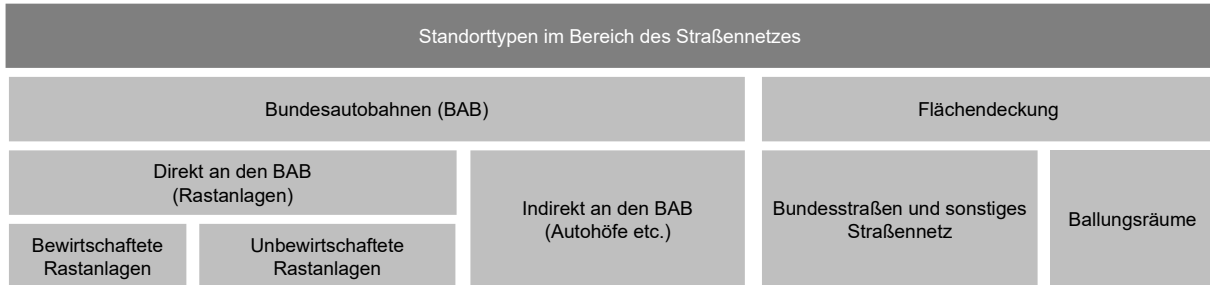 Standorttypen im Bereich des Straßennetzes
Bundesautobahnen (BAB)
Flächendeckung
Direkt an den BAB
(Rastanlagen)
Indirekt an den BAB
(Autohöfe etc.)
Bundesstraßen und sonstiges
Straßennetz
Ballungsräume
Bewirtschaftete
Rastanlagen
Unbewirtschaftete
Rastanlagen